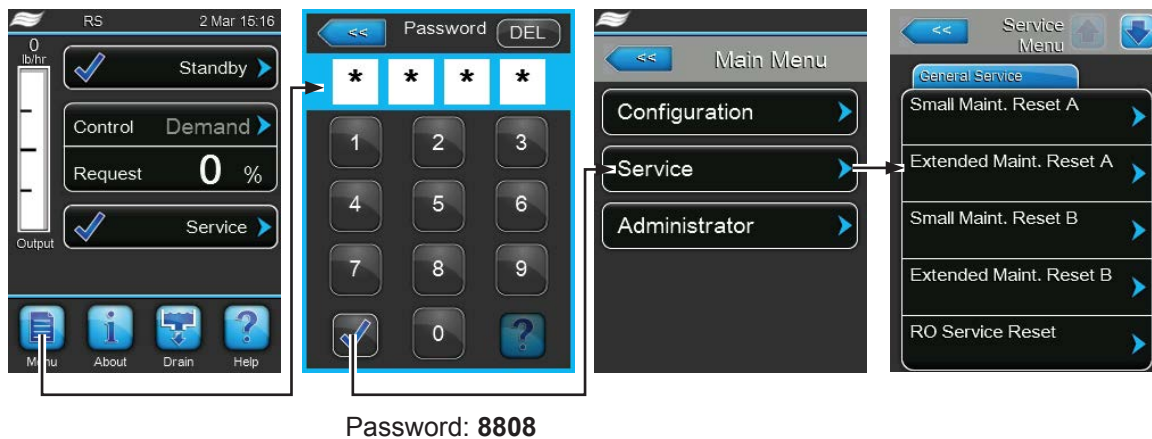 RS 2 Mar 15:16
0
lb/hr
Standby
Control Demand
Request 0 %
Service
Output
Menu About Drain Help
<< Password DEL
* * * *
1 2 3
4 5 6
7 8 9
0 ?
Password: 8808
<< Main Menu
Configuration
Service
Administrator
<< Service
Menu
General Service
Small Maint. Reset A
Extended Maint. Reset A
Small Maint. Reset B
Extended Maint. Reset B
RO Service Reset